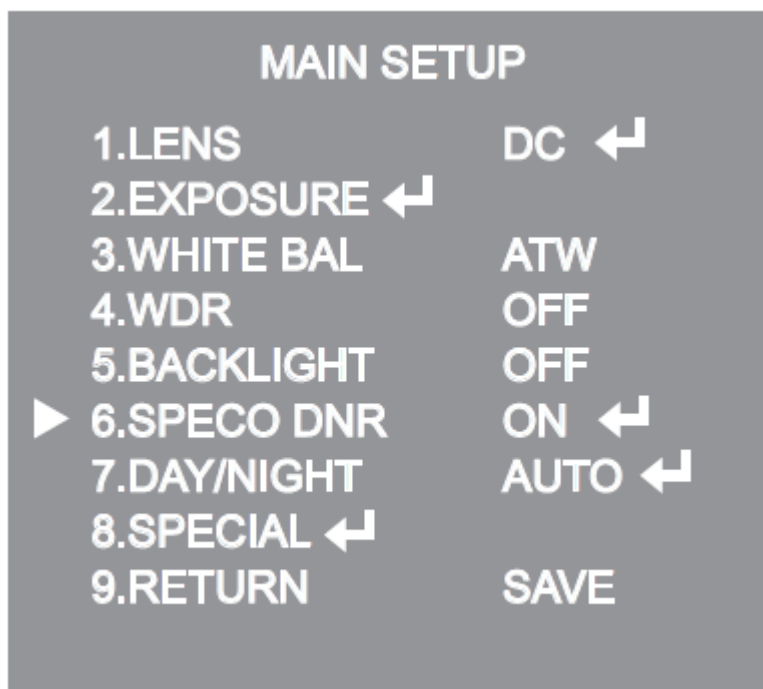 MAIN SETUP
1.LENS DC ↵
2.EXPOSURE ↵
3.WHITE BAL ATW
4.WDR OFF
5.BACKLIGHT OFF
▶ 6.SPECO DNR ON ↵
7.DAY/NIGHT AUTO ↵
8.SPECIAL ↵
9.RETURN SAVE